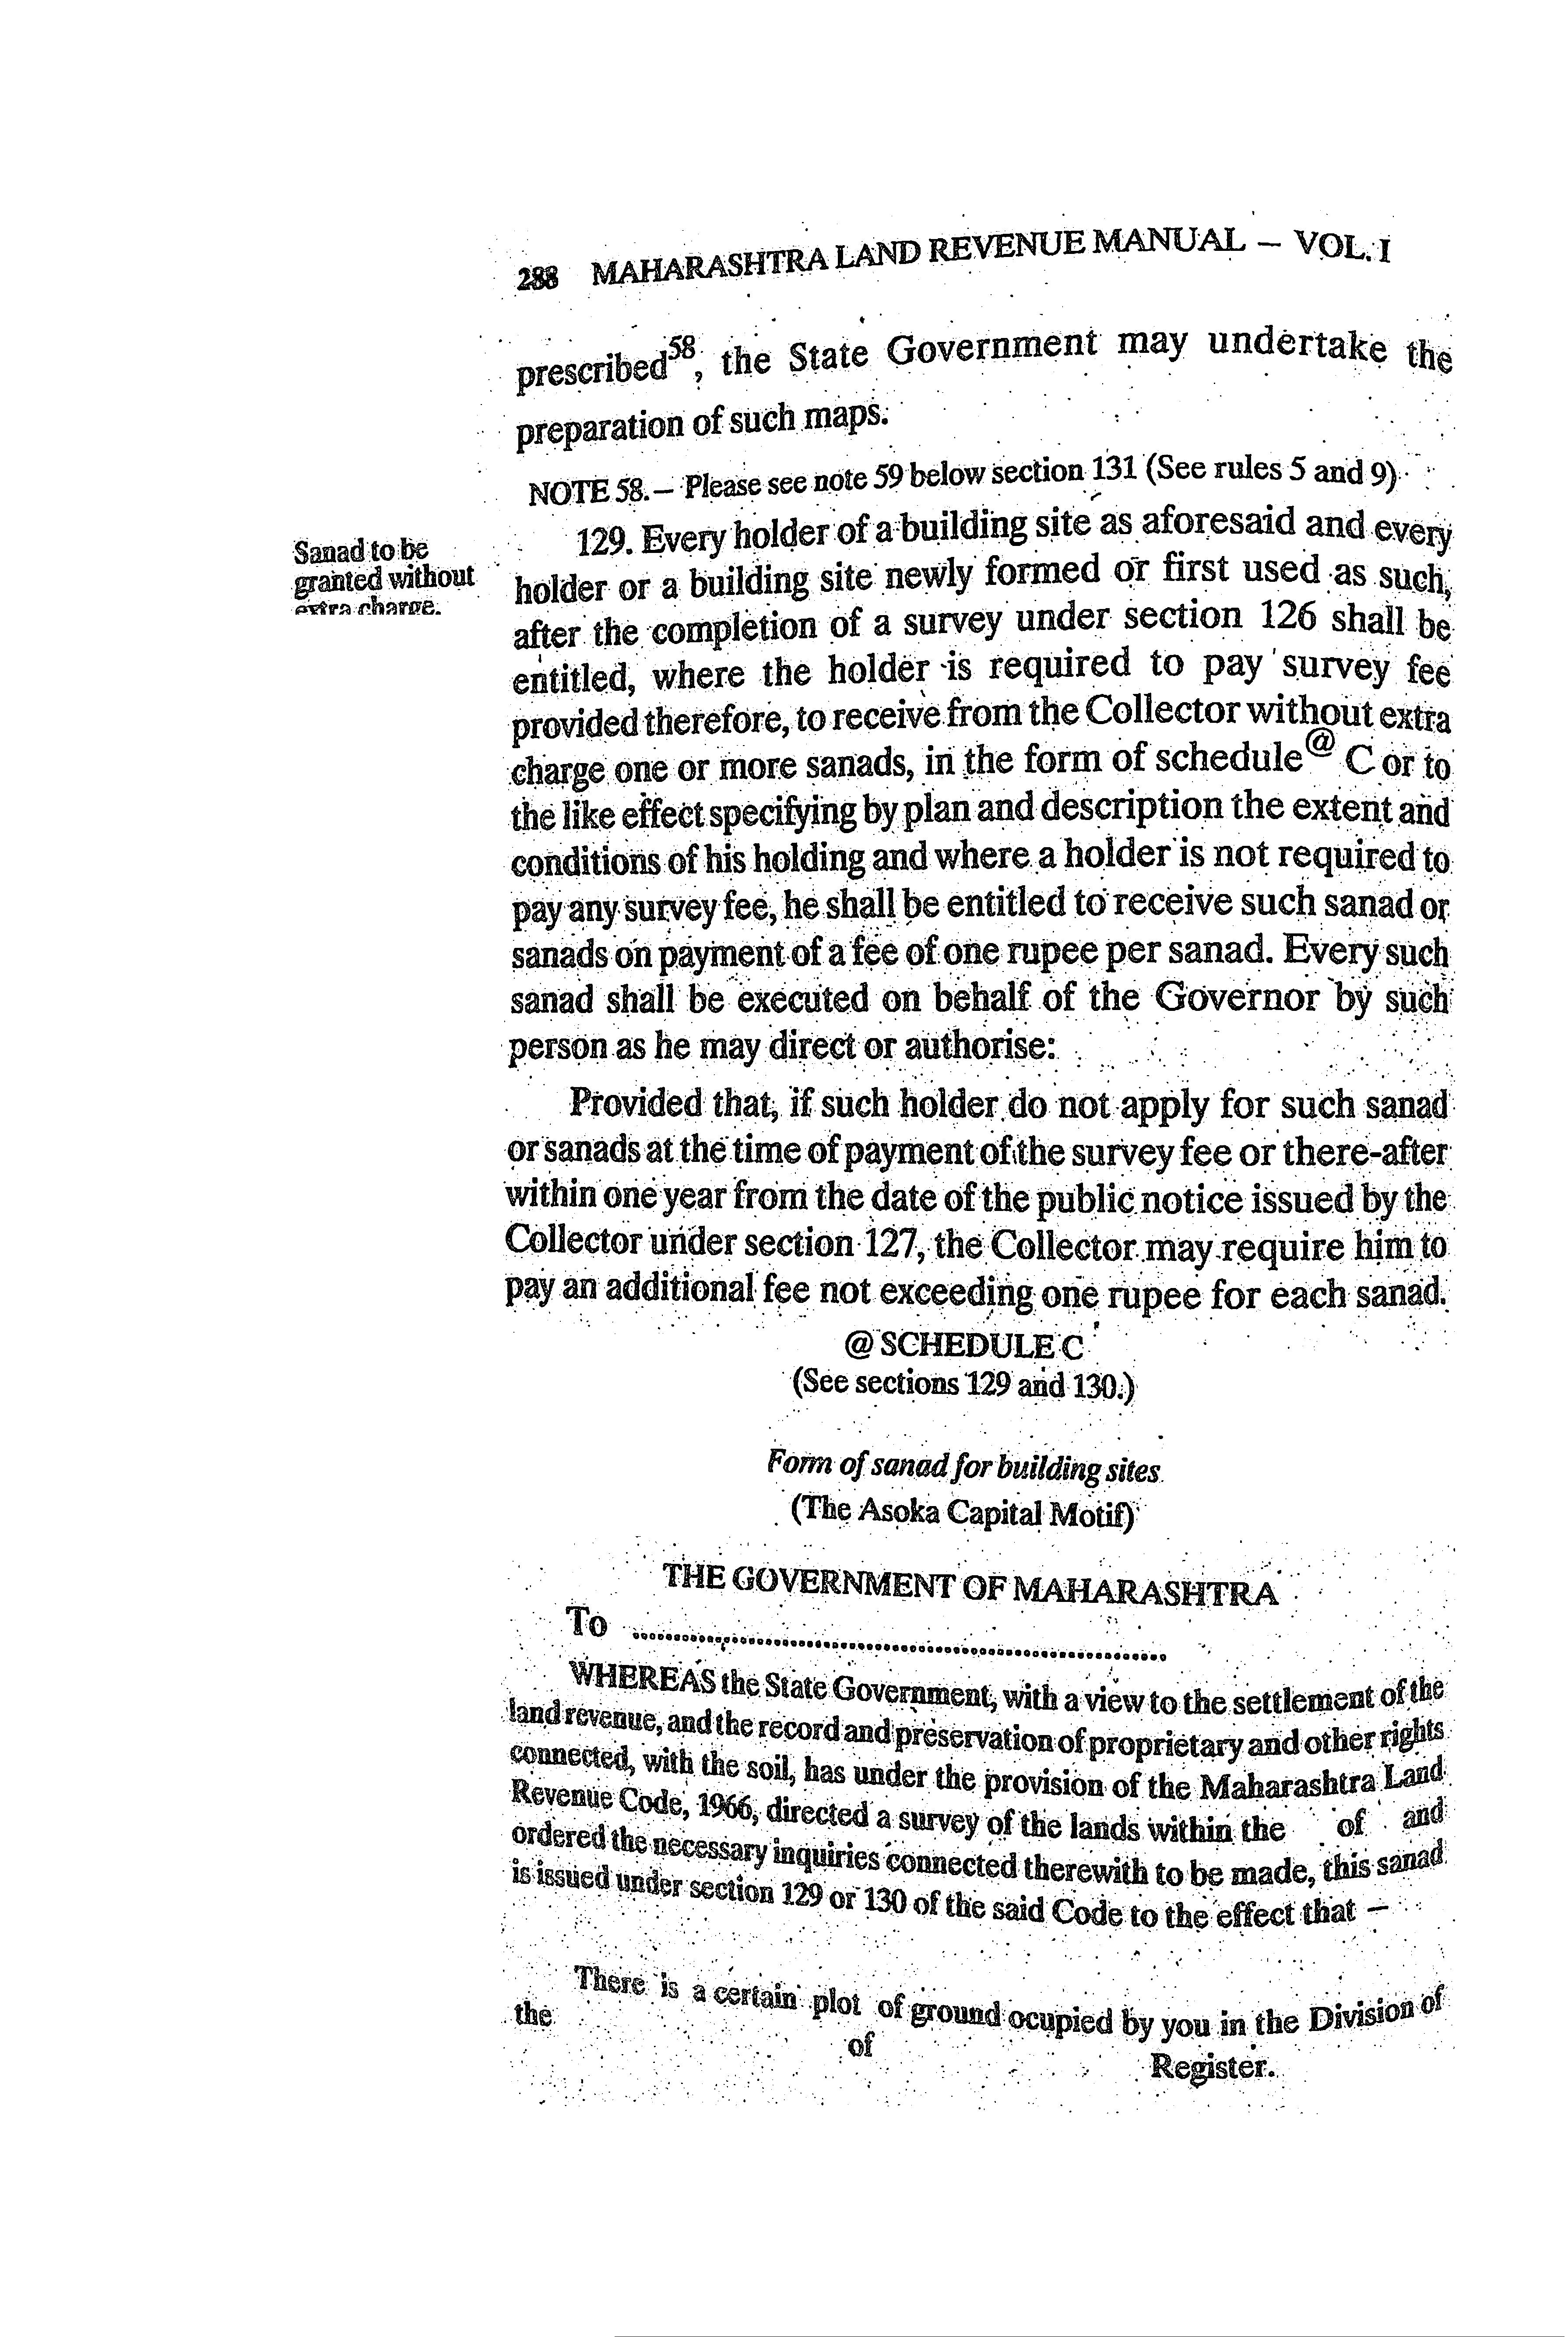 288 MAHARASHTRA LAND REVENUE MANUAL – VOL. I
prescribed58, the State Government may undertake the
preparation of such maps.
NOTE 58.– Please see note 59 below section 131 (See rules 5 and 9)
Sanad to be
granted without
extra charge.
129. Every holder of a building site as aforesaid and every
holder or a building site newly formed or first used as such,
after the completion of a survey under section 126 shall be
entitled, where the holder is required to pay survey fee
provided therefore, to receive from the Collector without extra
charge one or more sanads, in the form of schedule@ C or to
the like effect specifying by plan and description the extent and
conditions of his holding and where a holder is not required to
pay any survey fee, he shall be entitled to receive such sanad or
sanads on payment of a fee of one rupee per sanad. Every such
sanad shall be executed on behalf of the Governor by such
person as he may direct or authorise:
Provided that, if such holder do not apply for such sanad
or sanads at the time of payment of the survey fee or there-after
within one year from the date of the public notice issued by the
Collector under section 127, the Collector may require him to
pay an additional fee not exceeding one rupee for each sanad.
@ SCHEDULE C
(See sections 129 and 130.)
Form of sanad for building sites
(The Asoka Capital Motif)
THE GOVERNMENT OF MAHARASHTRA
To ................................................................
WHEREAS the State Government, with a view to the settlement of the
land revenue, and the record and preservation of proprietary and other rights
connected, with the soil, has under the provision of the Maharashtra Land
Revenue Code, 1966, directed a survey of the lands within the of and
ordered the necessary inquiries connected therewith to be made, this sanad
is issued under section 129 or 130 of the said Code to the effect that –
There is a certain plot of ground ocupied by you in the Division of
the of Register.